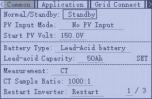 Common Application Grid Connect
Normal/Standby: Standby
PV Input Mode: No PV Input
Start PV Volt: 150.0V
Battery Type: Lead-Acid battery
Lead-acid Capacity: 50Ah SET
Measurement: CT
CT Sample Ratio: 1000:1
Restart Inverter: Restart 1 / 3